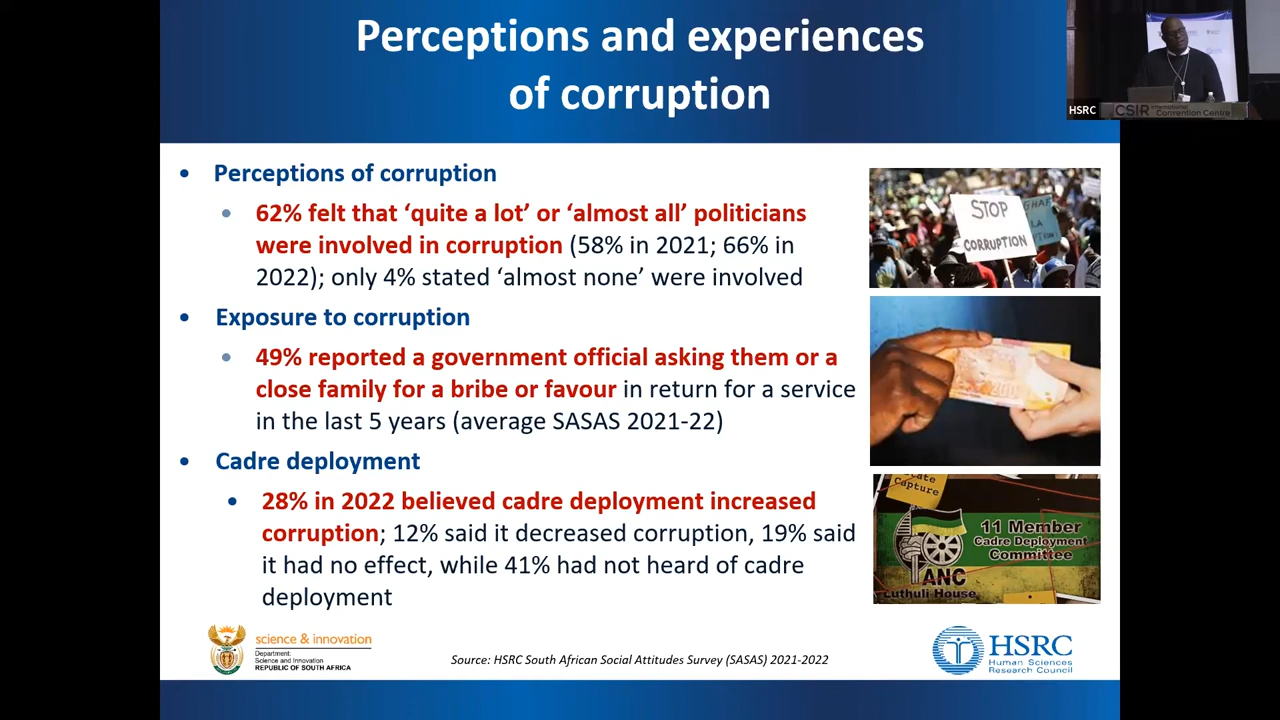 Perceptions and experiences
of corruption
HSRC
CSIR International
Convention Centre
• Perceptions of corruption
• 62% felt that ‘quite a lot’ or ‘almost all’ politicians
were involved in corruption (58% in 2021; 66% in
2022); only 4% stated ‘almost none’ were involved
• Exposure to corruption
• 49% reported a government official asking them or a
close family for a bribe or favour in return for a service
in the last 5 years (average SASAS 2021-22)
• Cadre deployment
• 28% in 2022 believed cadre deployment increased
corruption; 12% said it decreased corruption, 19% said
it had no effect, while 41% had not heard of cadre
deployment
STOP
CORRUPTION
200
Capture
11 Member
Cadre Deployment
Committee
ANC
Luthuli House
science & innovation
Department:
Science and Innovation
REPUBLIC OF SOUTH AFRICA
Source: HSRC South African Social Attitudes Survey (SASAS) 2021-2022
HSRC
Human Sciences
Research Council